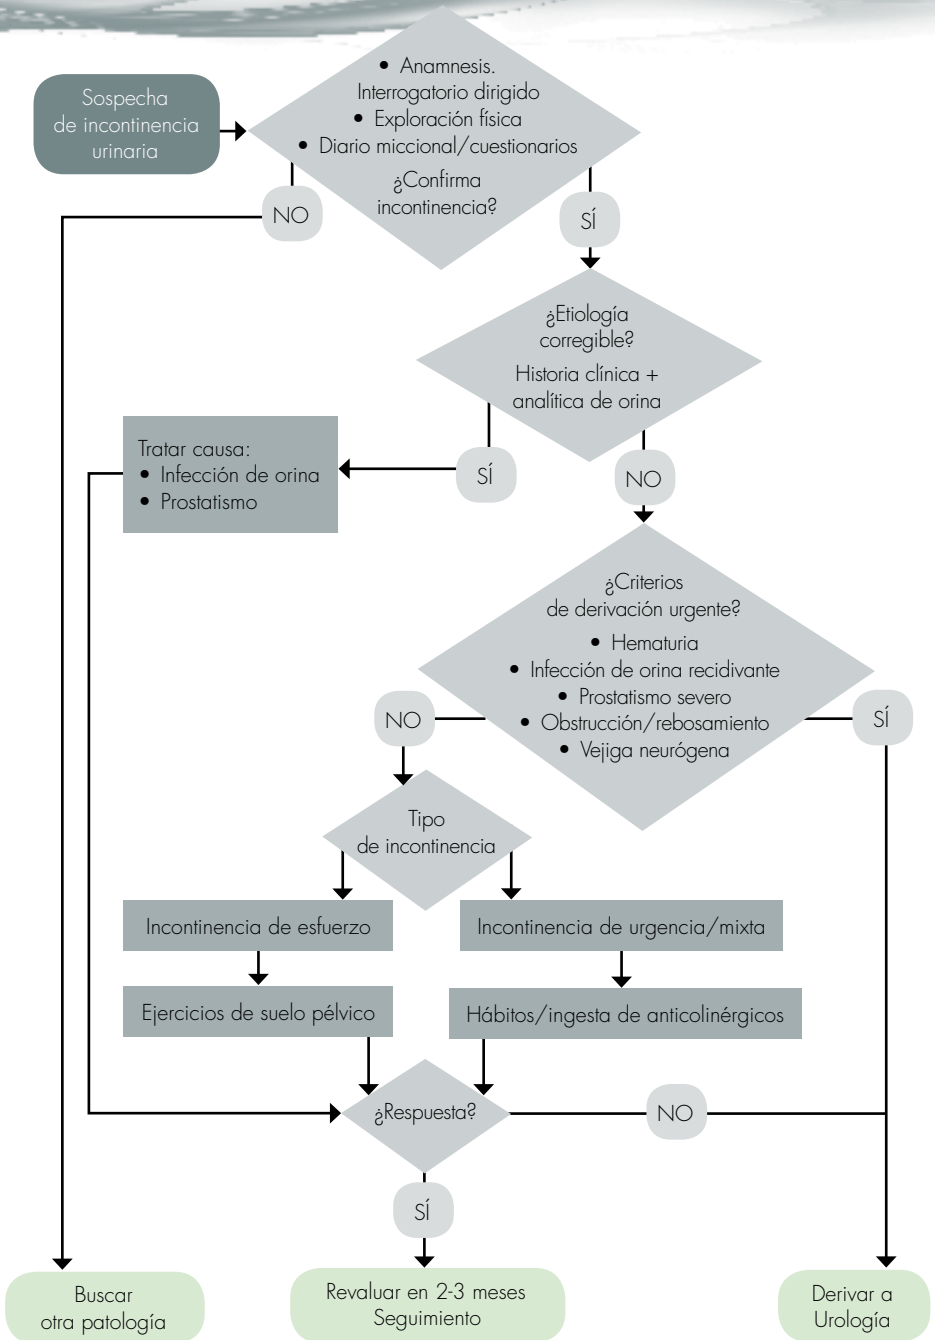 Sospecha
de incontinencia
urinaria
• Anamnesis.
Interrogatorio dirigido
• Exploración física
• Diario miccional/cuestionarios
¿Confirma
incontinencia?
NO
SÍ
¿Etiología
corregible?
Historia clínica +
analítica de orina
Tratar causa:
• Infección de orina
• Prostatismo
SÍ
NO
¿Criterios
de derivación urgente?
• Hematuria
• Infección de orina recidivante
• Prostatismo severo
• Obstrucción/rebosamiento
• Vejiga neurógena
NO
SÍ
Tipo
de incontinencia
Incontinencia de esfuerzo
Incontinencia de urgencia/mixta
Ejercicios de suelo pélvico
Hábitos/ingesta de anticolinérgicos
¿Respuesta?
NO
SÍ
Buscar
otra patología
Revaluar en 2-3 meses
Seguimiento
Derivar a
Urología